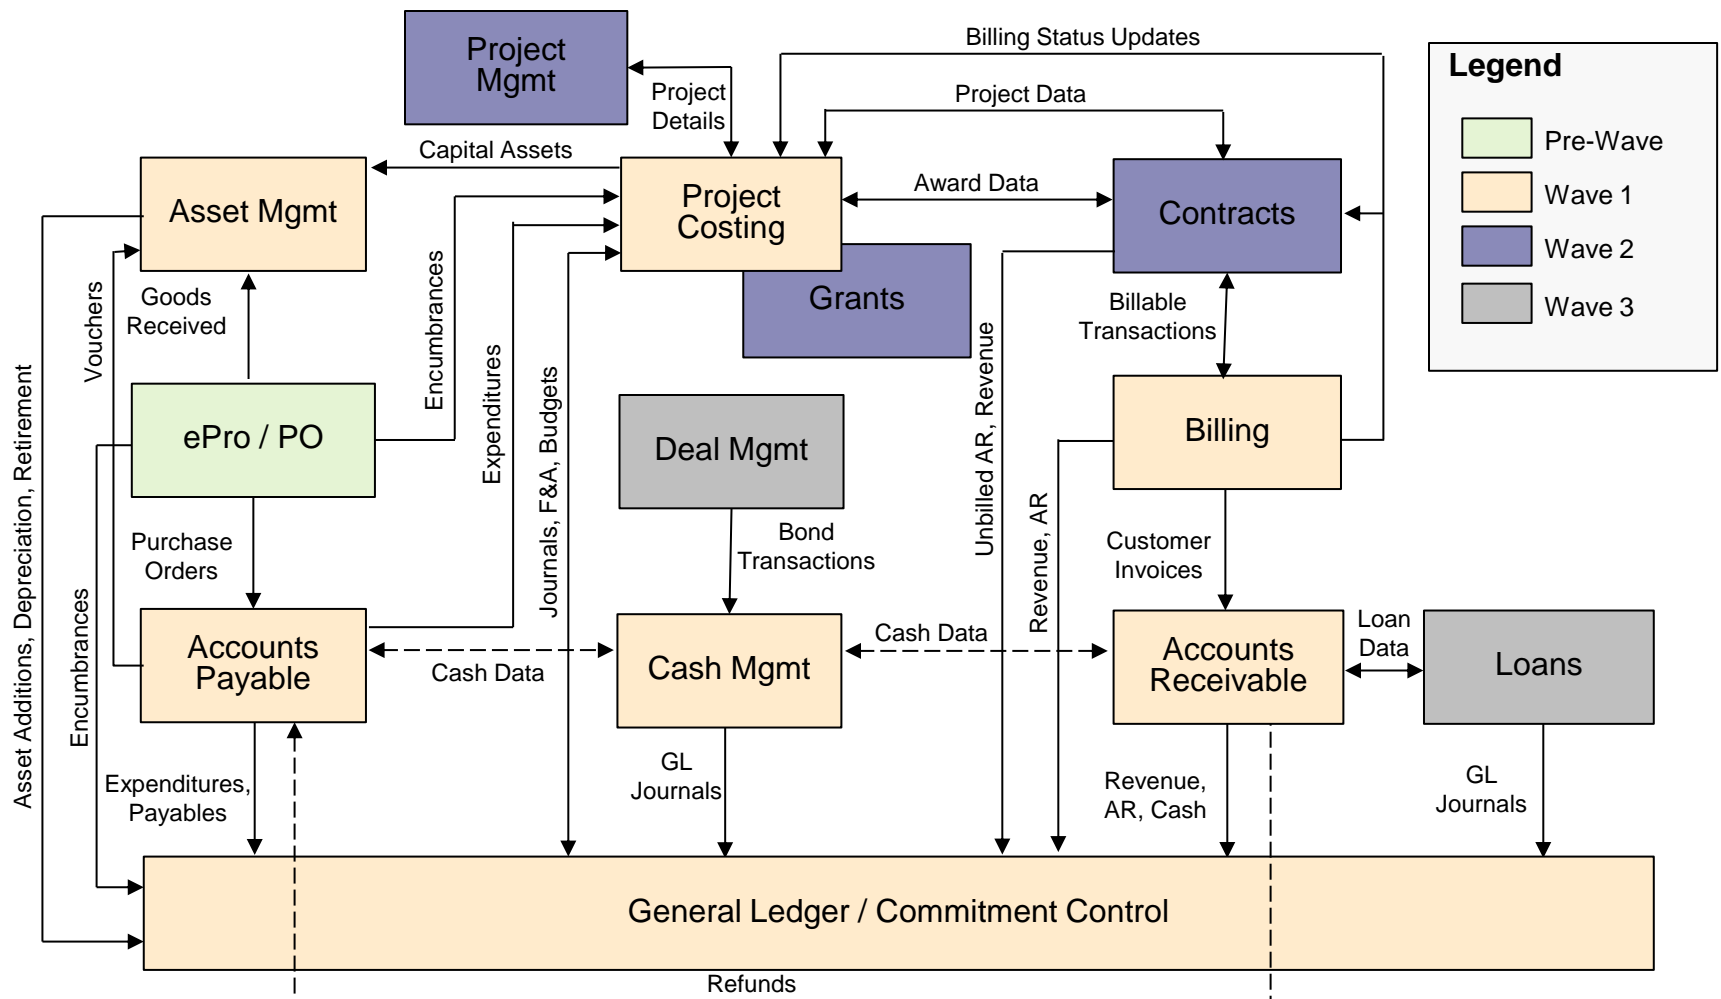 Project
Mgmt
Billing Status Updates
Legend
Project
Details
Project Data
Pre-Wave
Wave 1
Wave 2
Wave 3
Capital Assets
Asset Mgmt
Project
Costing
Award Data
Contracts
Grants
Vouchers
Goods
Received
Encumbrances
Expenditures
Journals, F&A, Budgets
Unbilled AR, Revenue
Billable
Transactions
Asset Additions, Depreciation, Retirement
ePro / PO
Deal Mgmt
Billing
Revenue, AR
Purchase
Orders
Bond
Transactions
Customer
Invoices
Encumbrances
Accounts
Payable
Cash Data
Cash Mgmt
Cash Data
Accounts
Receivable
Loan
Data
Loans
Expenditures,
Payables
GL
Journals
Revenue,
AR, Cash
GL
Journals
General Ledger / Commitment Control
Refunds